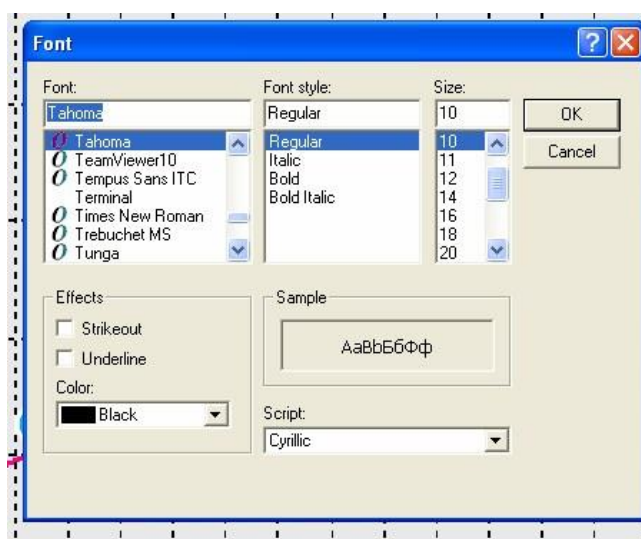 Font
Font:
Font style:
Size:
Tahoma
Regular
10
OK
Tahoma
TeamViewer10
Tempus Sans ITC
Terminal
Times New Roman
Trebuchet MS
Tunga
Regular
Italic
Bold
Bold Italic
10
11
12
14
16
18
20
Cancel
Effects
Strikeout
Underline
Color:
Black
Sample
AaBbБбФф
Script:
Cyrillic